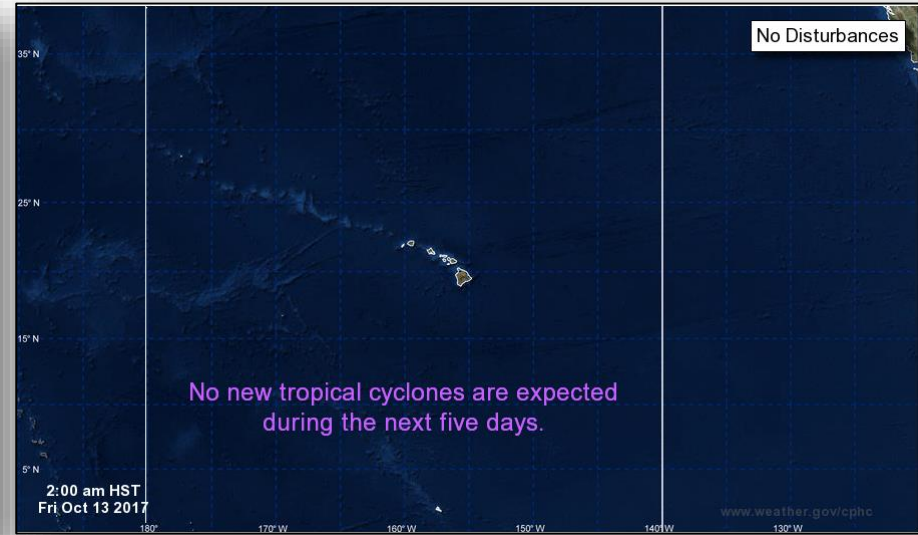 No Disturbances
35° N
25° N
15° N
No new tropical cyclones are expected
during the next five days.
5° N
2:00 am HST
Fri Oct 13 2017
www.weather.gov/cphc
180° 170° W 160° W 150° W 140° W 130° W